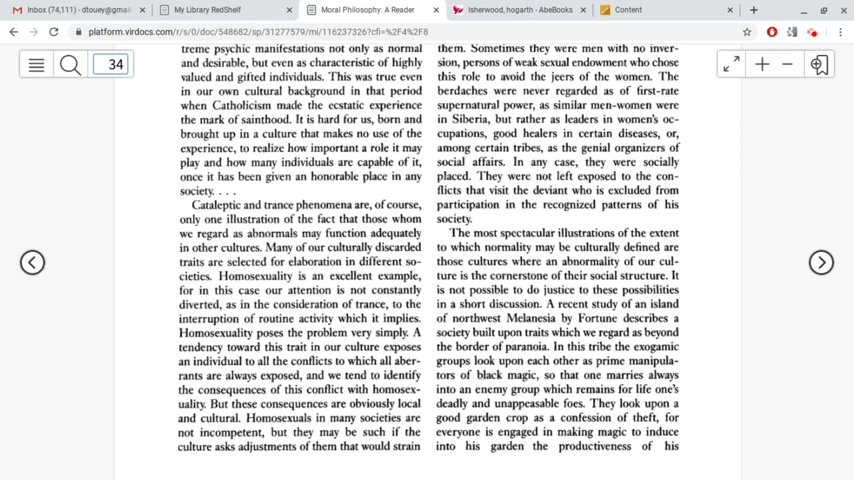 Inbox (74,111) - dtouey@gmai
My Library RedShelf
Moral Philosophy: A Reader
Isherwood, hogarth - AbeBooks
Content
platform.virdocs.com/r/s/0/doc/548682/sp/31277579/mi/116237326?cfi=%2F4%2F8
34
treme psychic manifestations not only as normal
and desirable, but even as characteristic of highly
valued and gifted individuals. This was true even
in our own cultural background in that period
when Catholicism made the ecstatic experience
the mark of sainthood. It is hard for us, born and
brought up in a culture that makes no use of the
experience, to realize how important a role it may
play and how many individuals are capable of it,
once it has been given an honorable place in any
society. . . .
Cataleptic and trance phenomena are, of course,
only one illustration of the fact that those whom
we regard as abnormals may function adequately
in other cultures. Many of our culturally discarded
traits are selected for elaboration in different so-
cieties. Homosexuality is an excellent example,
for in this case our attention is not constantly
diverted, as in the consideration of trance, to the
interruption of routine activity which it implies.
Homosexuality poses the problem very simply. A
tendency toward this trait in our culture exposes
an individual to all the conflicts to which all aber-
rants are always exposed, and we tend to identify
the consequences of this conflict with homosex-
uality. But these consequences are obviously local
and cultural. Homosexuals in many societies are
not incompetent, but they may be such if the
culture asks adjustments of them that would strain
them. Sometimes they were men with no inver-
sion, persons of weak sexual endowment who chose
this role to avoid the jeers of the women. The
berdaches were never regarded as of first-rate
supernatural power, as similar men-women were
in Siberia, but rather as leaders in women's oc-
cupations, good healers in certain diseases, or,
among certain tribes, as the genial organizers of
social affairs. In any case, they were socially
placed. They were not left exposed to the con-
flicts that visit the deviant who is excluded from
participation in the recognized patterns of his
society.
The most spectacular illustrations of the extent
to which normality may be culturally defined are
those cultures where an abnormality of our cul-
ture is the cornerstone of their social structure. It
is not possible to do justice to these possibilities
in a short discussion. A recent study of an island
of northwest Melanesia by Fortune describes a
society built upon traits which we regard as beyond
the border of paranoia. In this tribe the exogamic
groups look upon each other as prime manipula-
tors of black magic, so that one marries always
into an enemy group which remains for life one's
deadly and unappeasable foes. They look upon a
good garden crop as a confession of theft, for
everyone is engaged in making magic to induce
into his garden the productiveness of his